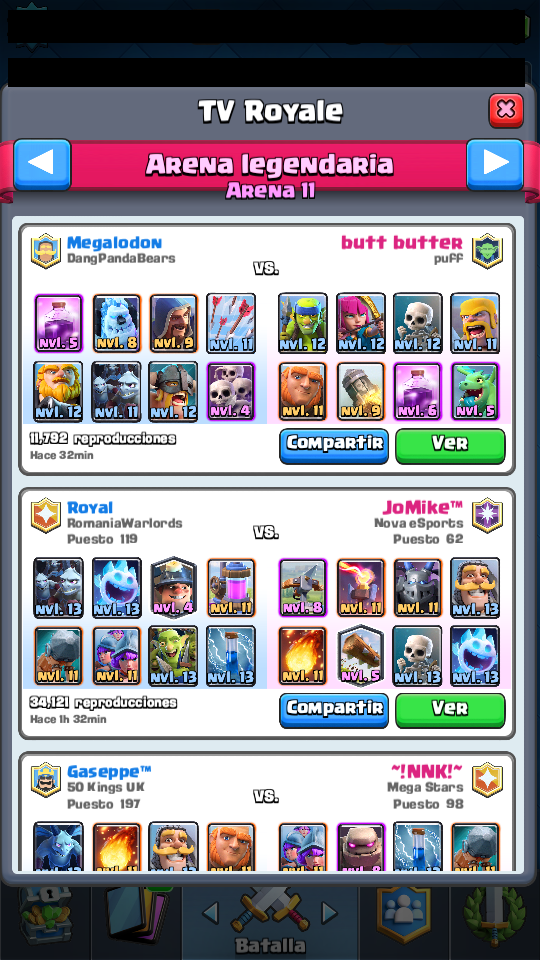 TV Royale
Arena legendaria
Arena 11
Megalodon
DangPandaBears
vs.
butt butter
puff
Nvl. 5 Nvl. 8 Nvl. 9 Nvl. 11 Nvl. 12 Nvl. 12 Nvl. 12 Nvl. 11
Nvl. 12 Nvl. 11 Nvl. 12 Nvl. 4 Nvl. 11 Nvl. 9 Nvl. 6 Nvl. 5
11,792 reproducciones
Hace 32min
Compartir
Ver
Royal
RomaniaWarlords
Puesto 119
vs.
JoMike™
Nova eSports
Puesto 62
Nvl. 13 Nvl. 13 Nvl. 4 Nvl. 11 Nvl. 8 Nvl. 11 Nvl. 11 Nvl. 13
Nvl. 11 Nvl. 11 Nvl. 13 Nvl. 13 Nvl. 11 Nvl. 5 Nvl. 13 Nvl. 13
34,121 reproducciones
Hace 1h 32min
Compartir
Ver
Gaseppe™
50 Kings UK
Puesto 197
vs.
~!NNK!~
Mega Stars
Puesto 98
Batalla